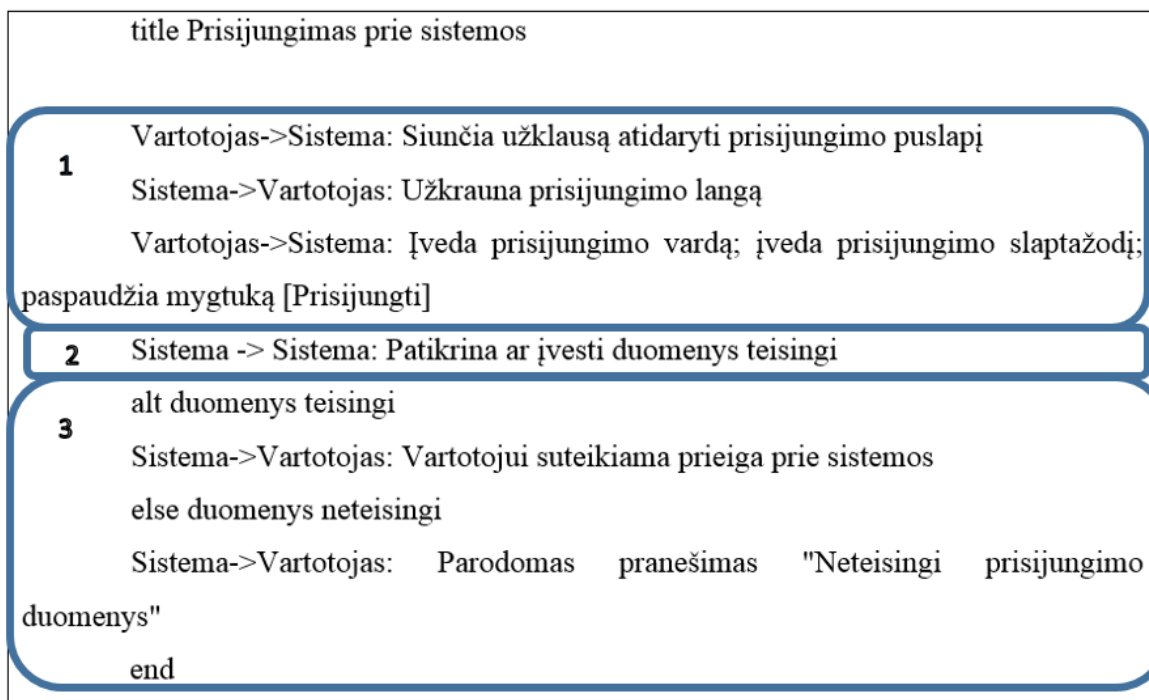 title Prisijungimas prie sistemos
Vartotojas->Sistema: Siunčia užklausą atidaryti prisijungimo puslapį
1
Sistema->Vartotojas: Užkrauna prisijungimo langą
Vartotojas->Sistema: Įveda prisijungimo vardą; įveda prisijungimo slaptažodį;
paspaudžia mygtuką [Prisijungti]
2 Sistema -> Sistema: Patikrina ar įvesti duomenys teisingi
alt duomenys teisingi
3
Sistema->Vartotojas: Vartotojui suteikiama prieiga prie sistemos
else duomenys neteisingi
Sistema->Vartotojas: Parodomas pranešimas "Neteisingi prisijungimo
duomenys"
end